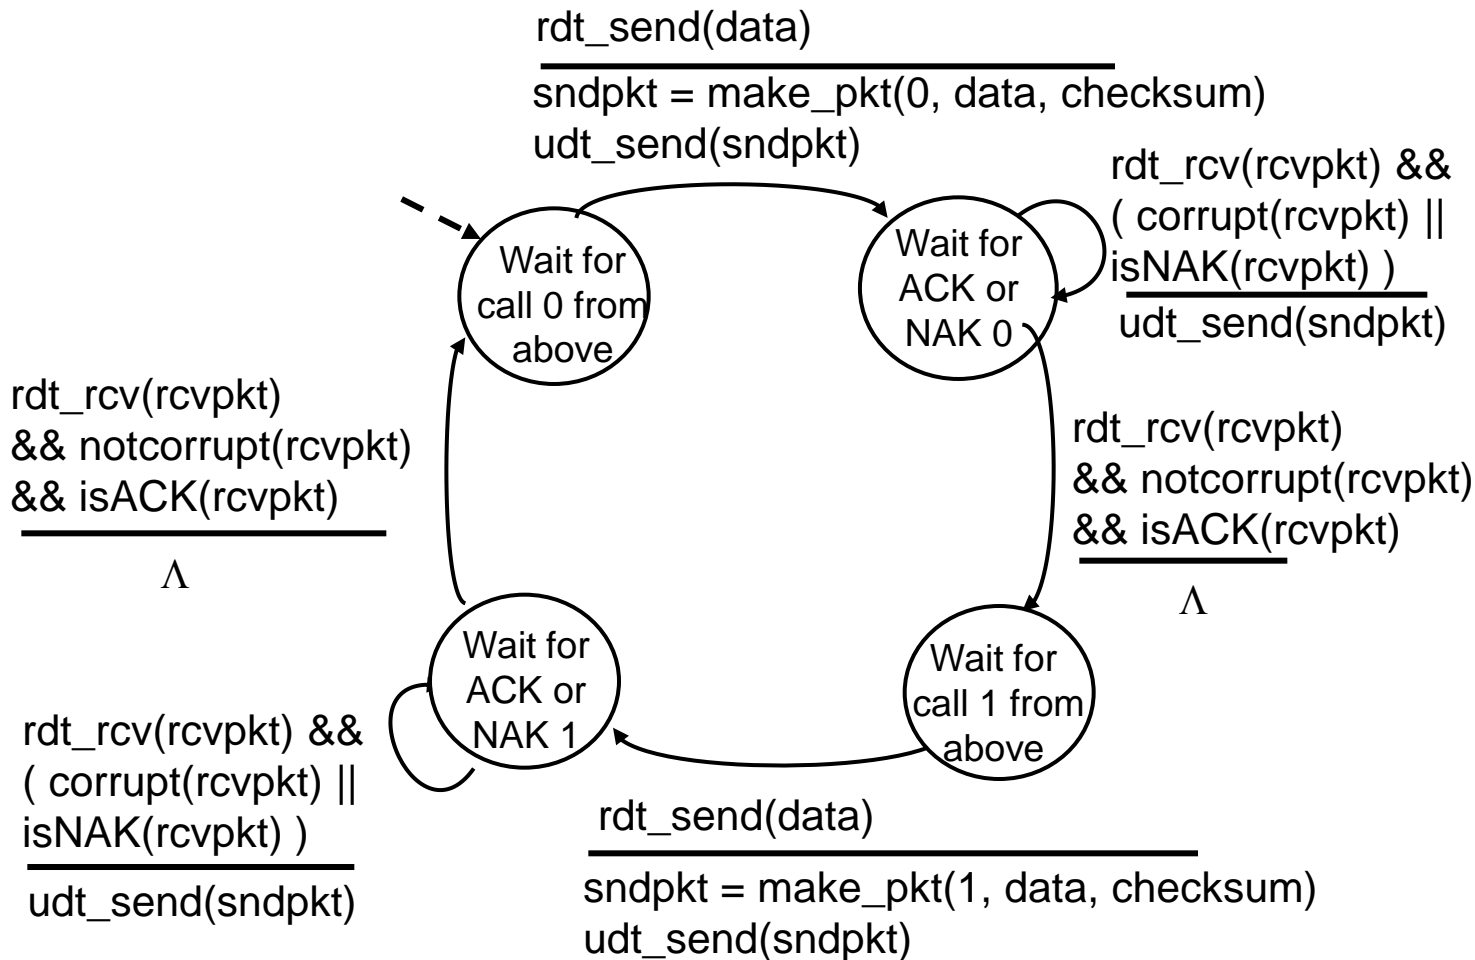 rdt_send(data)
sndpkt = make_pkt(0, data, checksum)
udt_send(sndpkt)
rdt_rcv(rcvpkt) &&
( corrupt(rcvpkt) ||
isNAK(rcvpkt) )
udt_send(sndpkt)
Wait for
call 0 from
above
Wait for
ACK or
NAK 0
rdt_rcv(rcvpkt)
&& notcorrupt(rcvpkt)
&& isACK(rcvpkt)
Λ
rdt_rcv(rcvpkt)
&& notcorrupt(rcvpkt)
&& isACK(rcvpkt)
Λ
Wait for
ACK or
NAK 1
Wait for
call 1 from
above
rdt_rcv(rcvpkt) &&
( corrupt(rcvpkt) ||
isNAK(rcvpkt) )
udt_send(sndpkt)
rdt_send(data)
sndpkt = make_pkt(1, data, checksum)
udt_send(sndpkt)